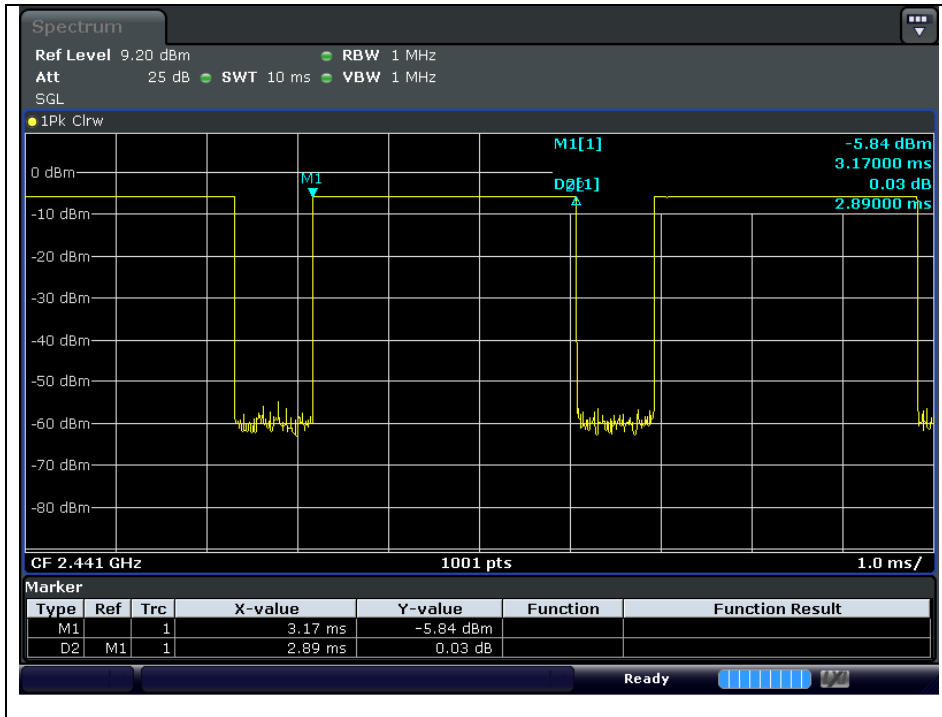 Spectrum
Ref Level 9.20 dBm RBW 1 MHz
Att 25 dB SWT 10 ms VBW 1 MHz
SGL
1Pk Clrw
M1[1] -5.84 dBm
3.17000 ms
0 dBm
M1
[1] 0.03 dB
2.89000 ms
-10 dBm
-20 dBm
-30 dBm
-40 dBm
-50 dBm
-60 dBm
-70 dBm
-80 dBm
CF 2.441 GHz 1001 pts 1.0 ms/
Marker
Type Ref Trc X-value Y-value Function Function Result
M1 1 3.17 ms -5.84 dBm
D2 M1 1 2.89 ms 0.03 dB
Ready